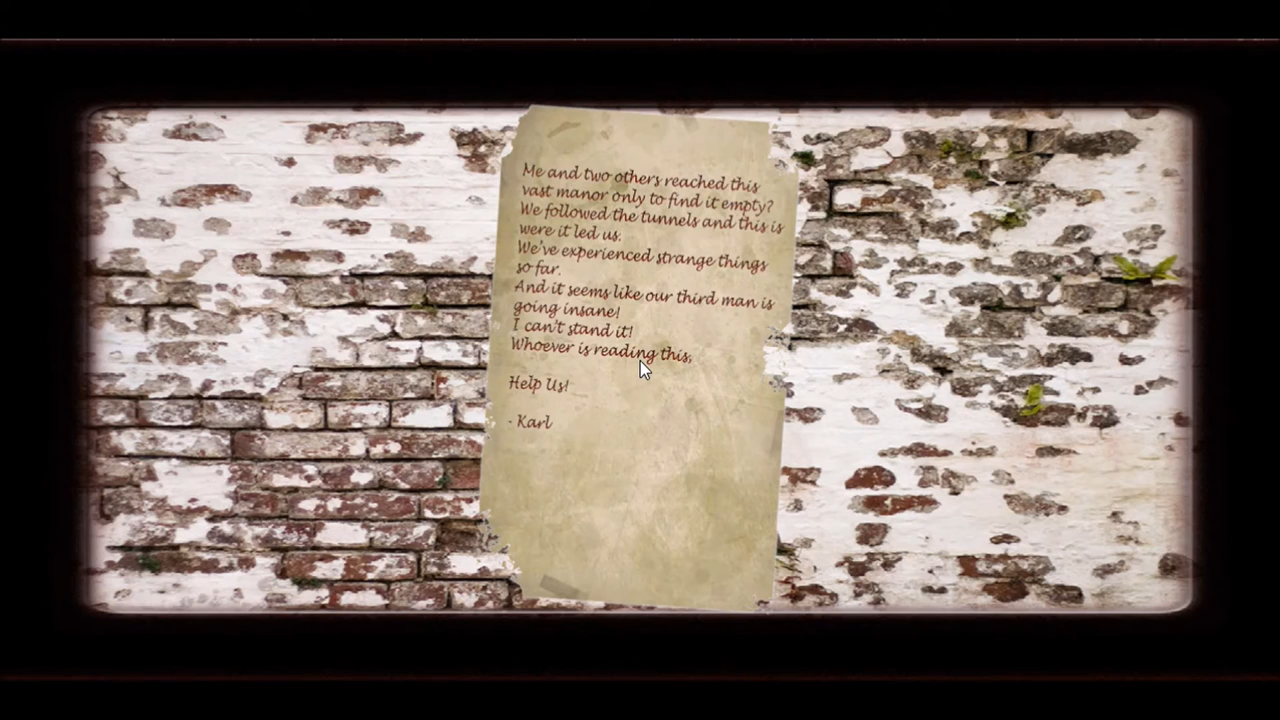 Me and two others reached this
vast manor only to find it empty?
We followed the tunnels and this is
were it led us.
We've experienced strange things
so far.
And it seems like our third man is
going insane!
I can't stand it!
Whoever is reading this,
Help Us!
- Karl